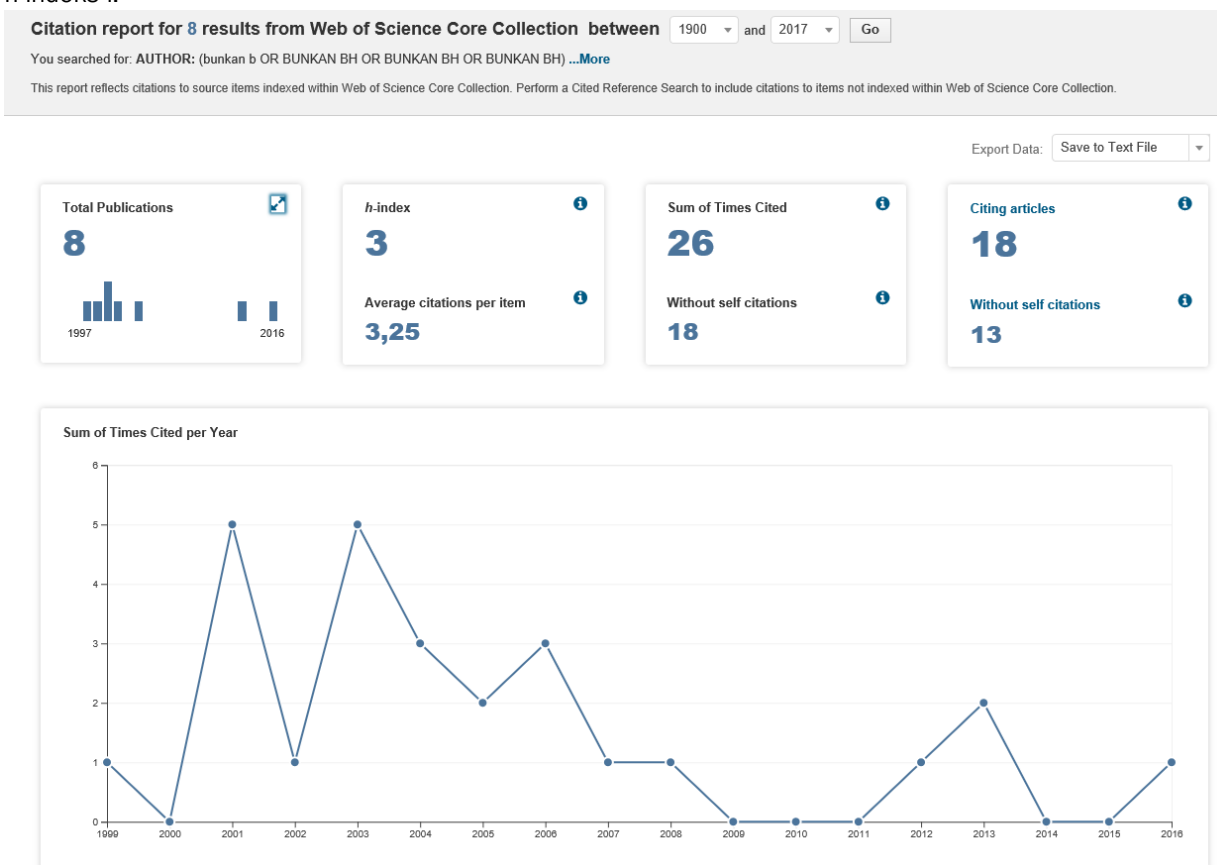 Citation report for 8 results from Web of Science Core Collection between 1900 and 2017 Go
You searched for: AUTHOR: (bunkan b OR BUNKAN BH OR BUNKAN BH OR BUNKAN BH) ...More
This report reflects citations to source items indexed within Web of Science Core Collection. Perform a Cited Reference Search to include citations to items not indexed within Web of Science Core Collection.
Export Data: Save to Text File
Total Publications
8
1997 2016
h-index
3
Average citations per item
3,25
Sum of Times Cited
26
Without self citations
18
Citing articles
18
Without self citations
13
Sum of Times Cited per Year
6
5
4
3
2
1
0
1999 2000 2001 2002 2003 2004 2005 2006 2007 2008 2009 2010 2011 2012 2013 2014 2015 2016